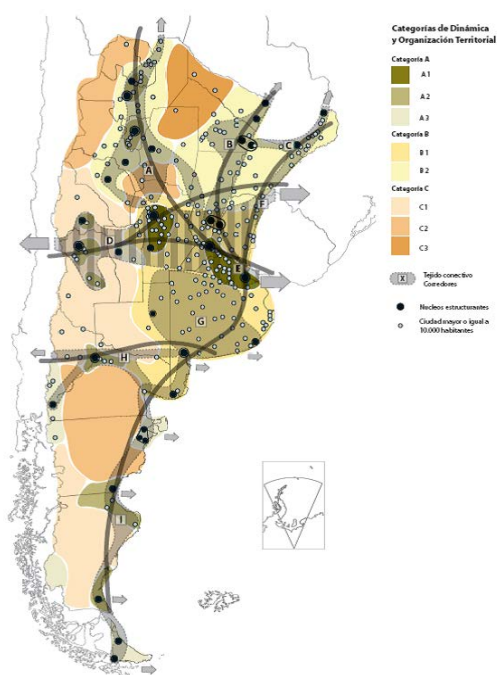 Categorías de Dinámica
y Organización Territorial
Categoría A
A 1
A 2
A 3
Categoría B
B 1
B 2
Categoría C
C1
C2
C3
X
Tejido conectivo
Corredores
Nucleos estructurantes
Ciudad mayor o igual a
10.000 habitantes
B
C
A
F
D
E
G
H
I